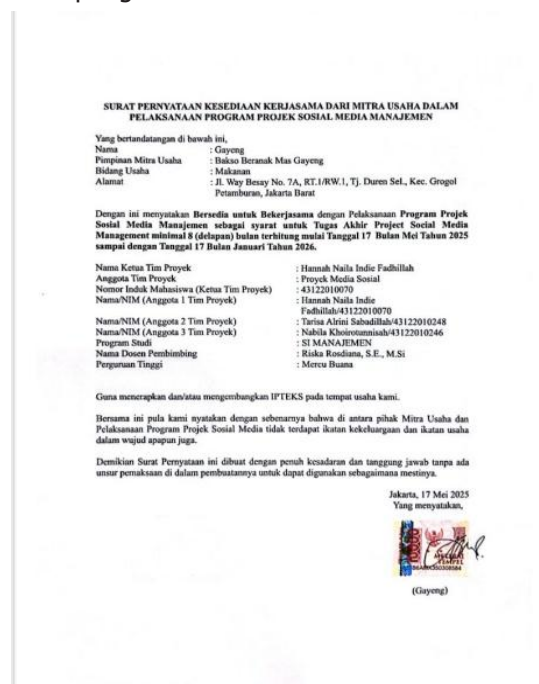 SURAT PERNYATAAN KESEDIAAN KERJASAMA DARI MITRA USAHA DALAM
PELAKSANAAN PROGRAM PROJEK SOSIAL MEDIA MANAJEMEN
Yang bertandatangan di bawah ini,
Nama : Gayeng
Pimpinan Mitra Usaha : Bakso Beranak Mas Gayeng
Bidang Usaha : Makanan
Alamat : Jl. Way Besay No. 7A, RT.1/RW.1, Tj. Duren Sel., Kec. Grogol
Petamburan, Jakarta Barat
Dengan ini menyatakan Bersedia untuk Bekerjasama dengan Pelaksanaan Program Projek
Sosial Media Manajemen sebagai syarat untuk Tugas Akhir Project Social Media
Management minimal 8 (delapan) bulan terhitung mulai Tanggal 17 Bulan Mei Tahun 2025
sampai dengan Tanggal 17 Bulan Januari Tahun 2026.
Nama Ketua Tim Proyek : Hannah Naila Indie Fadhillah
Anggota Tim Proyek : Proyek Media Sosial
Nomor Induk Mahasiswa (Ketua Tim Proyek) : 43122010070
Nama/NIM (Anggota 1 Tim Proyek) : Hannah Naila Indie
Fadhillah/43122010070
Nama/NIM (Anggota 2 Tim Proyek) : Tarisa Alrini Sabadillah/43122010248
Nama/NIM (Anggota 3 Tim Proyek) : Nabila Khoirotunnisah/43122010246
Program Studi : SI MANAJEMEN
Nama Dosen Pembimbing : Riska Rosdiana, S.E., M.Si
Perguruan Tinggi : Mercu Buana
Guna menerapkan dan/atau mengembangkan IPTEKS pada tempat usaha kami.
Bersama ini pula kami nyatakan dengan sebenarnya bahwa di antara pihak Mitra Usaha dan
Pelaksanaan Program Projek Sosial Media tidak terdapat ikatan kekeluargaan dan ikatan usaha
dalam wujud apapun juga.
Demikian Surat Pernyataan ini dibuat dengan penuh kesadaran dan tanggung jawab tanpa ada
unsur pemaksaan di dalam pembuatannya untuk dapat digunakan sebagaimana mestinya.
Jakarta, 17 Mei 2025
Yang menyatakan,
10000
TEMPEL
(Gayeng)